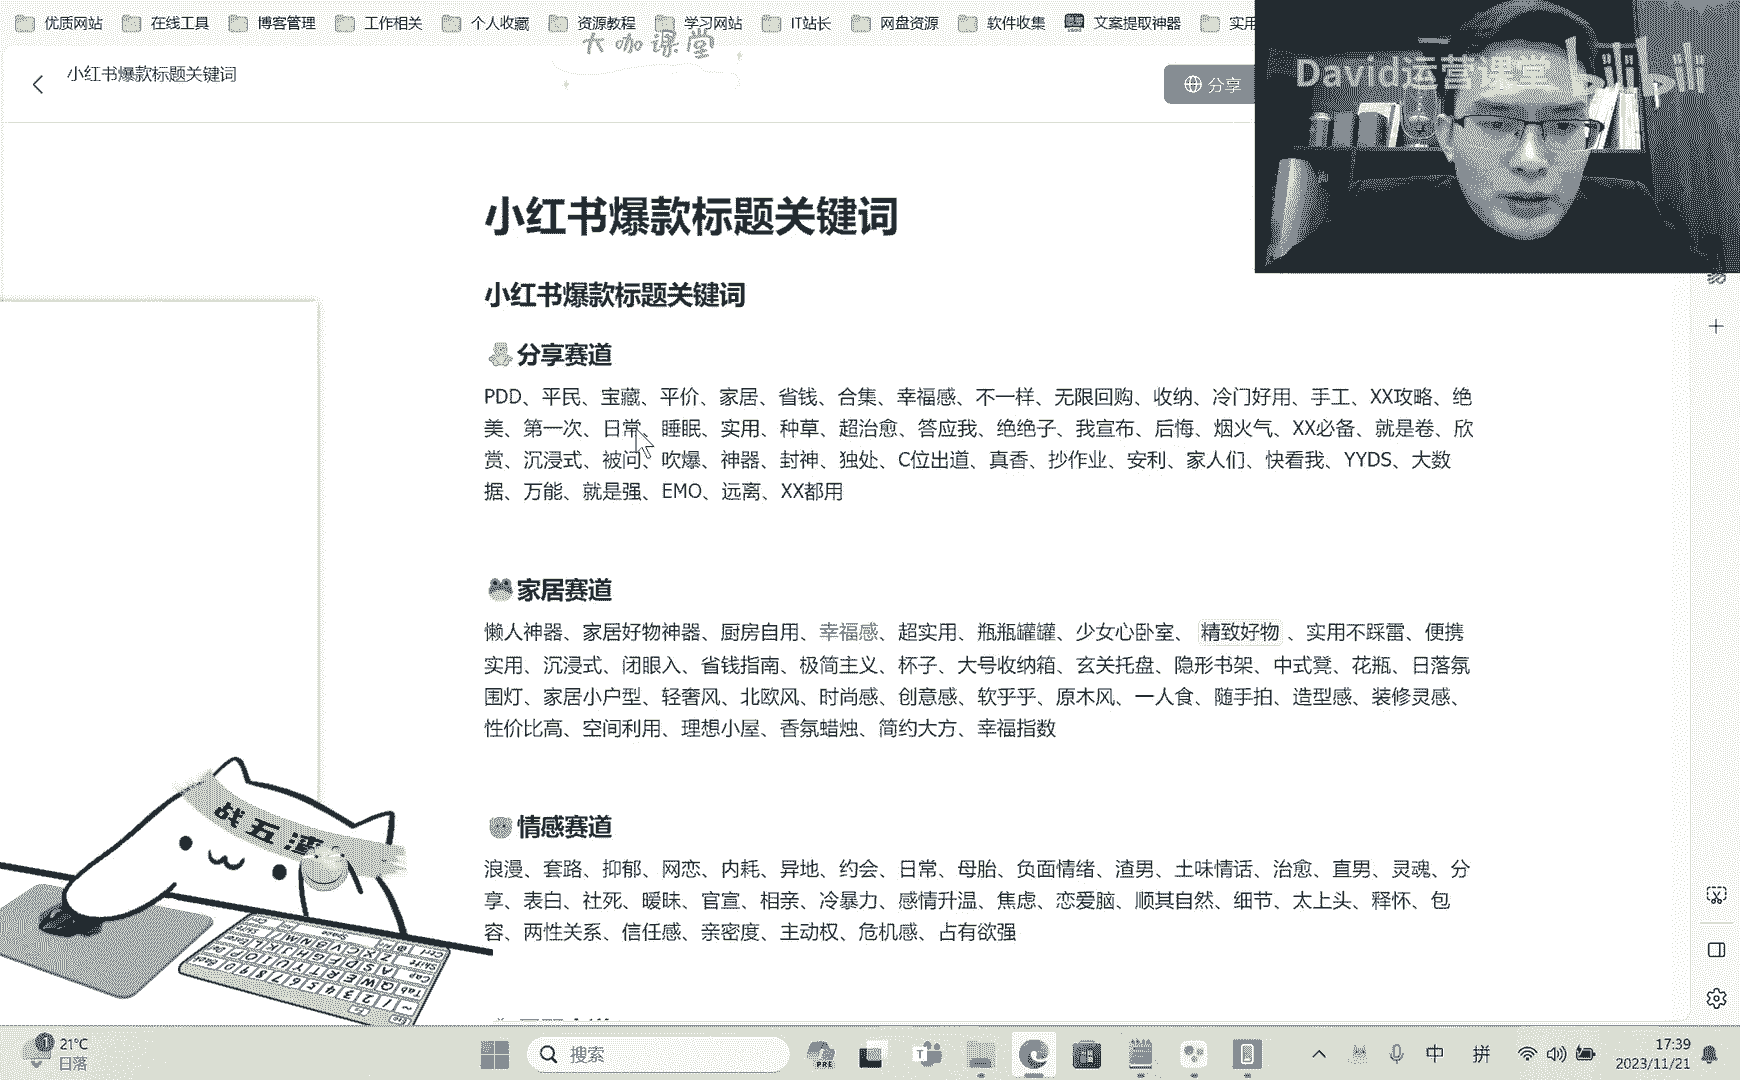 优质网站 在线工具 博客管理 工作相关 个人收藏 资源教程 学习网站 IT站长 网盘资源 软件收集 文案提取神器 实用
大咖课堂
小红书爆款标题关键词
分享
David运营课堂 bilibili
小红书爆款标题关键词
小红书爆款标题关键词
分享赛道
PDD、平民、宝藏、平价、家居、省钱、合集、幸福感、不一样、无限回购、收纳、冷门好用、手工、XX攻略、绝
美、第一次、日常、睡眠、实用、种草、超治愈、答应我、绝绝子、我宣布、后悔、烟火气、XX必备、就是卷、欣
赏、沉浸式、被问、吹爆、神器、封神、独处、C位出道、真香、抄作业、安利、家人们、快看我、YYDS、大数
据、万能、就是强、EMO、远离、XX都用
家居赛道
懒人神器、家居好物神器、厨房自用、幸福感、超实用、瓶瓶罐罐、少女心卧室、 精致好物 、实用不踩雷、便携
实用、沉浸式、闭眼入、省钱指南、极简主义、杯子、大号收纳箱、玄关托盘、隐形书架、中式凳、花瓶、日落氛
围灯、家居小户型、轻奢风、北欧风、时尚感、创意感、软乎乎、原木风、一人食、随手拍、造型感、装修灵感、
性价比高、空间利用、理想小屋、香氛蜡烛、简约大方、幸福指数
情感赛道
浪漫、套路、抑郁、网恋、内耗、异地、约会、日常、母胎、负面情绪、渣男、土味情话、治愈、直男、灵魂、分
享、表白、社死、暧昧、官宣、相亲、冷暴力、感情升温、焦虑、恋爱脑、顺其自然、细节、太上头、释怀、包
容、两性关系、信任感、亲密度、主动权、危机感、占有欲强
战五渣
1
21°C
日落
搜索
PRE
中
拼
17:39
2023/11/21